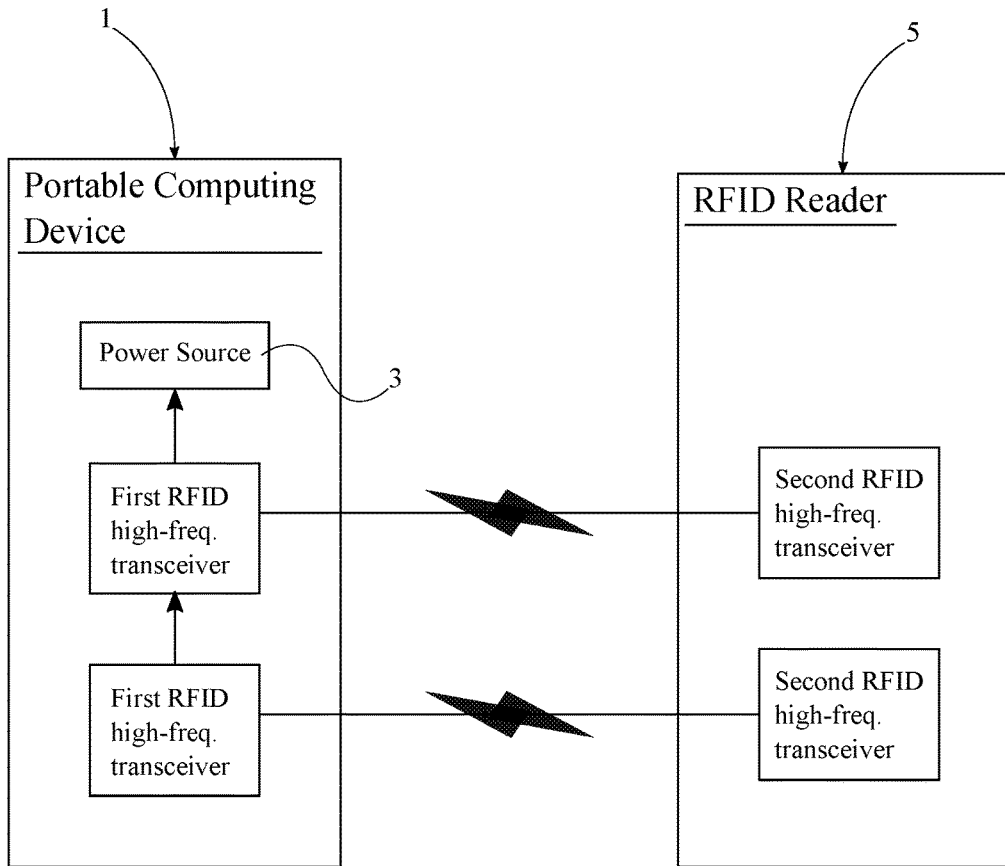 1
5
Portable Computing
Device
RFID Reader
Power Source
3
First RFID
high-freq.
transceiver
Second RFID
high-freq.
transceiver
First RFID
high-freq.
transceiver
Second RFID
high-freq.
transceiver